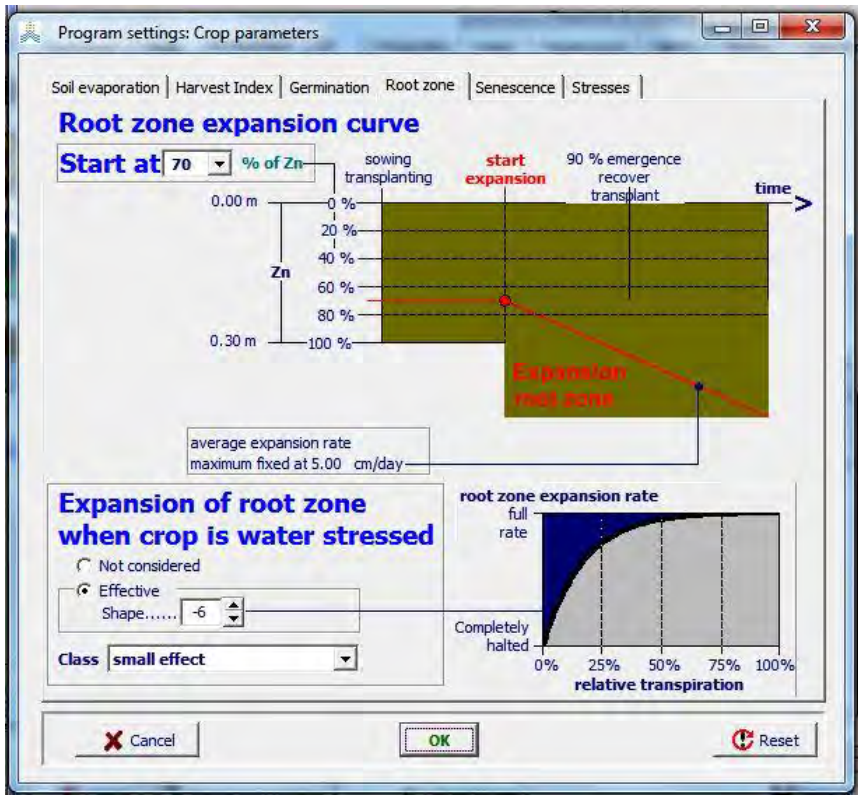 Program settings: Crop parameters
Soil evaporation Harvest Index Germination Root zone Senescence Stresses
Root zone expansion curve
Start at 70 % of Zn
sowing
transplanting
start
expansion
90 % emergence
recover
transplant
time
0.00 m
0 %
20 %
40 %
Zn
60 %
80 %
0.30 m
100 %
Expansion
root zone
average expansion rate
maximum fixed at 5.00 cm/day
Expansion of root zone
when crop is water stressed
Not considered
Effective
Shape...... -6
Class small effect
root zone expansion rate
full
rate
Completely
halted
0% 25% 50% 75% 100%
relative transpiration
Cancel
OK
Reset